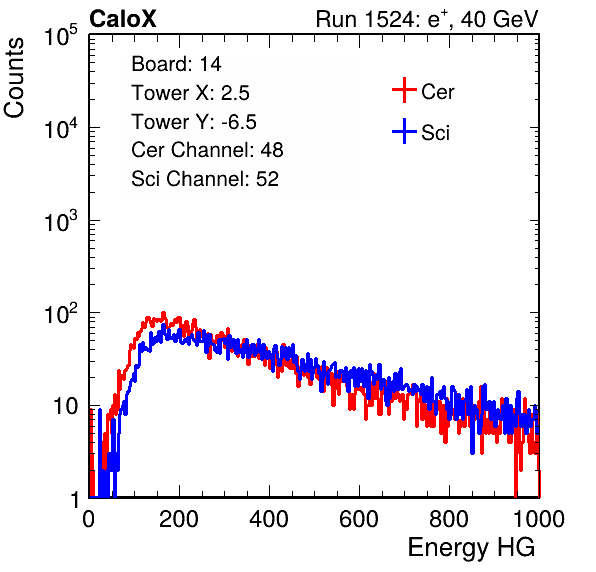 CaloX Run 1524: e⁺, 40 GeV
Board: 14
Tower X: 2.5
Tower Y: -6.5
Cer Channel: 48
Sci Channel: 52
Cer
Sci
Counts
10⁵
10⁴
10³
10²
10
1
0 200 400 600 800 1000
Energy HG